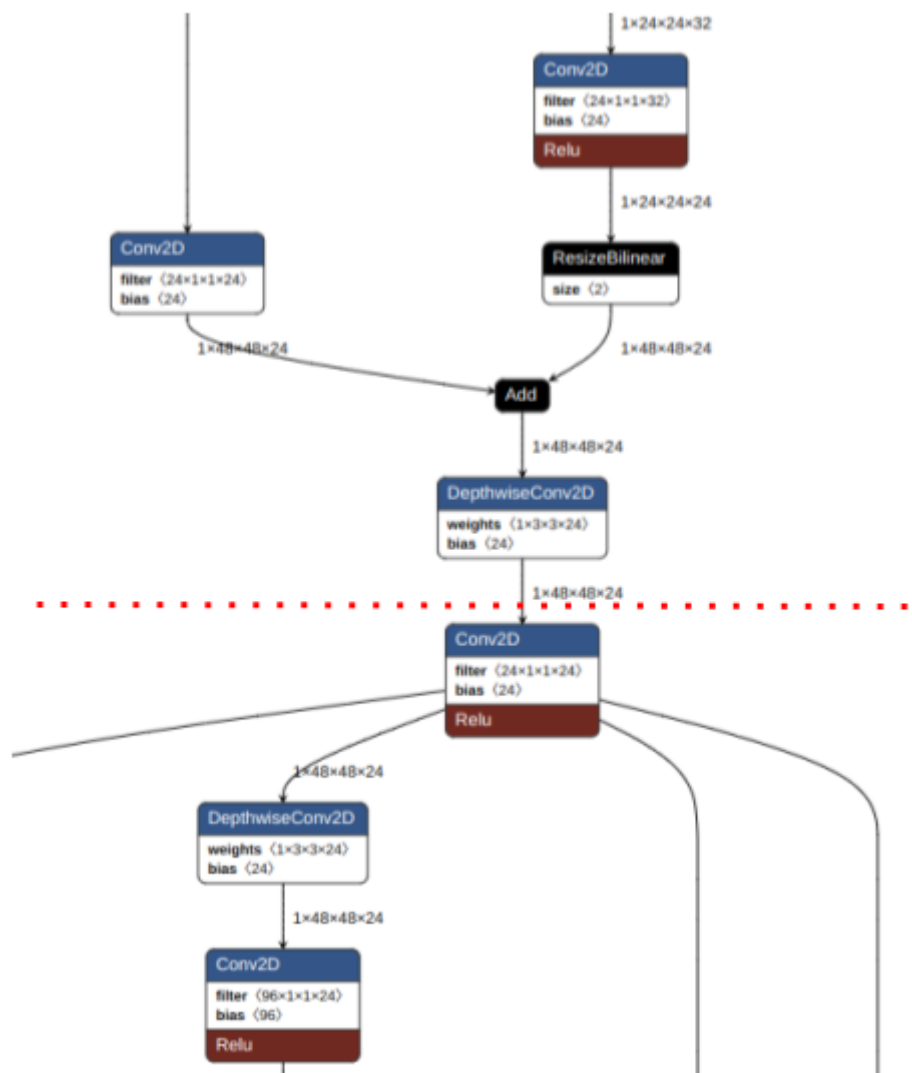 1×24×24×32
Conv2D
filter ⟨24×1×1×32⟩
bias ⟨24⟩
Relu
1×24×24×24
Conv2D
filter ⟨24×1×1×24⟩
bias ⟨24⟩
ResizeBilinear
size ⟨2⟩
1×48×48×24
1×48×48×24
Add
1×48×48×24
DepthwiseConv2D
weights ⟨1×3×3×24⟩
bias ⟨24⟩
1×48×48×24
Conv2D
filter ⟨24×1×1×24⟩
bias ⟨24⟩
Relu
1×48×48×24
DepthwiseConv2D
weights ⟨1×3×3×24⟩
bias ⟨24⟩
1×48×48×24
Conv2D
filter ⟨96×1×1×24⟩
bias ⟨96⟩
Relu